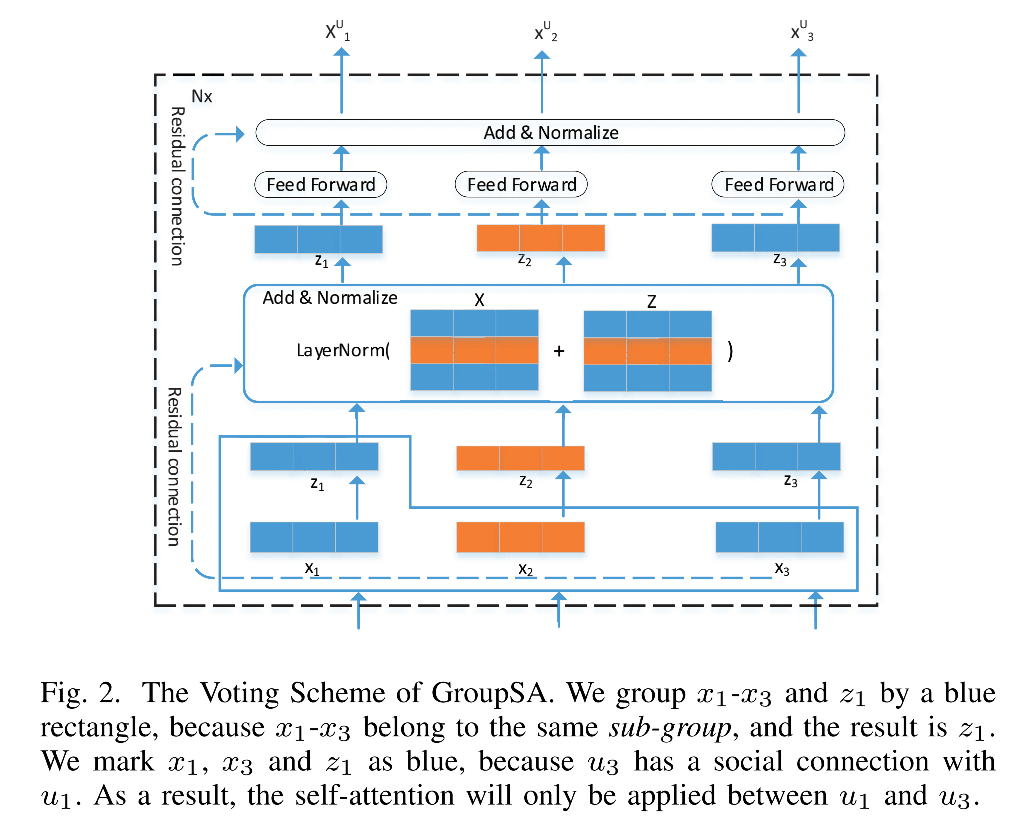 X^U_1 x^U_2 x^U_3
Nx
Residual connection
Add & Normalize
Feed Forward Feed Forward Feed Forward
z_1 z_2 z_3
Add & Normalize
X Z
LayerNorm( + )
Residual connection
z_1 z_2 z_3
x_1 x_2 x_3
Fig. 2. The Voting Scheme of GroupSA. We group x_1-x_3 and z_1 by a blue
rectangle, because x_1-x_3 belong to the same sub-group, and the result is z_1.
We mark x_1, x_3 and z_1 as blue, because u_3 has a social connection with
u_1. As a result, the self-attention will only be applied between u_1 and u_3.